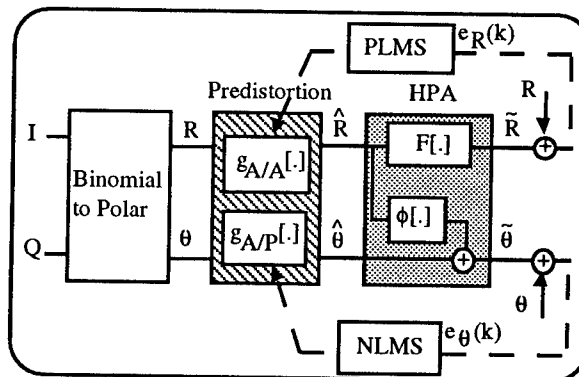 PLMS
e_R(k)
Predistortion
HPA
R
I
R
R̂
R̃
g_A/A[.]
F[.]
Binomial
to Polar
ϕ[.]
g_A/P[.]
Q
θ
θ̂
θ̃
+
+
+
θ
NLMS
e_θ(k)